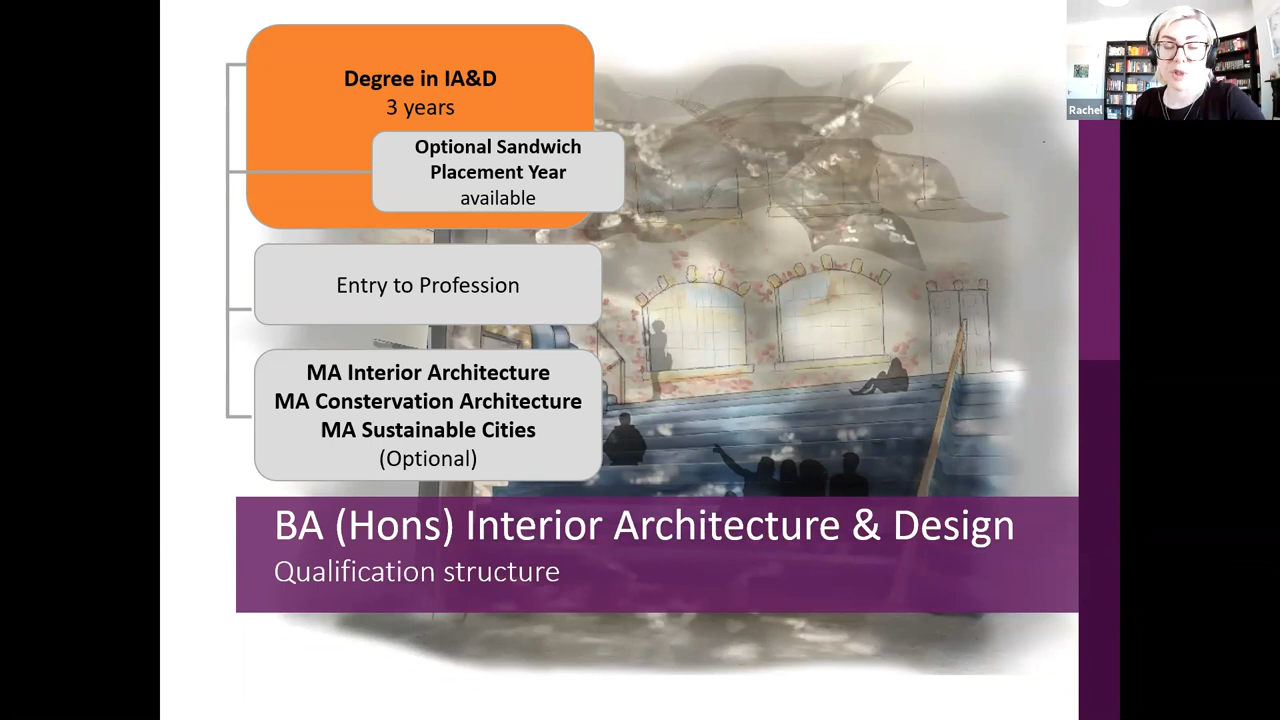 Degree in IA&D
3 years
Optional Sandwich
Placement Year
available
Entry to Profession
MA Interior Architecture
MA Constervation Architecture
MA Sustainable Cities
(Optional)
BA (Hons) Interior Architecture & Design
Qualification structure
Rachel